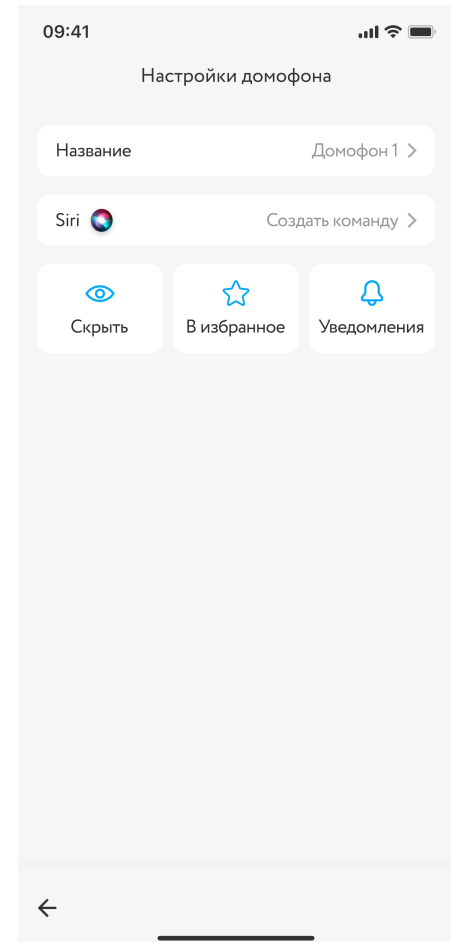 09:41
Настройки домофона
Название Домофон 1
Siri Создать команду
Скрыть В избранное Уведомления